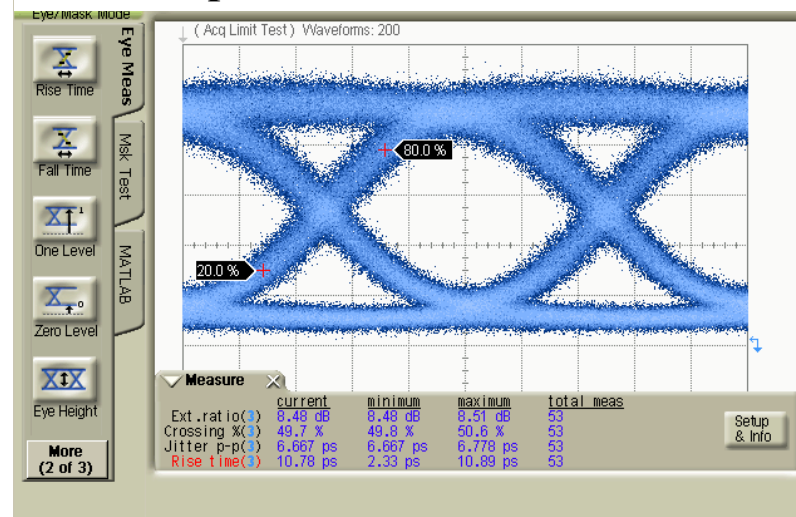 Eye/Mask Mode
Eye Meas
Msk Test
MATLAB
Rise Time
Fall Time
One Level
Zero Level
Eye Height
More
(2 of 3)
( Acq Limit Test ) Waveforms: 200
80.0 %
20.0 %
Measure
current minimum maximum total meas
Ext.ratio(3) 8.48 dB 8.48 dB 8.51 dB 53
Crossing %(3) 49.7 % 49.8 % 50.6 % 53
Jitter p-p(3) 6.667 ps 6.667 ps 6.778 ps 53
Rise time(3) 10.78 ps 2.33 ps 10.89 ps 53
Setup
& Info